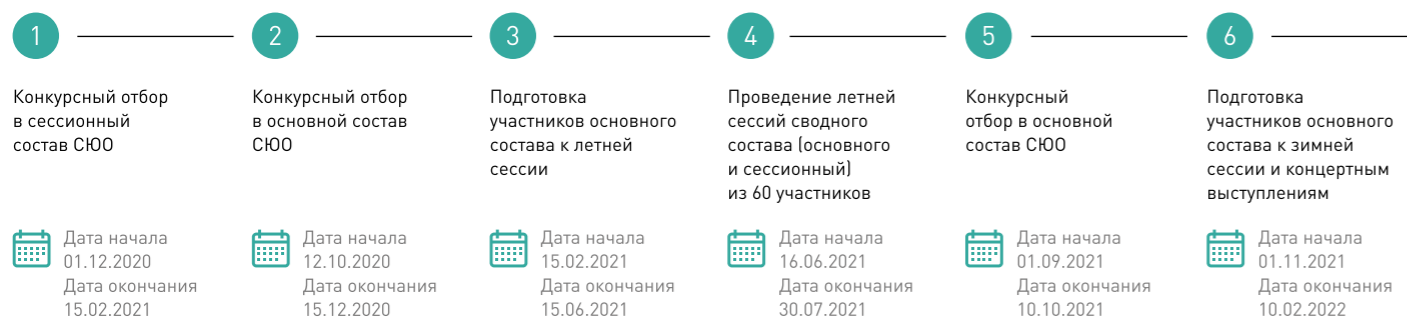 1
Конкурсный отбор
в сессионный
состав СЮО
Дата начала
01.12.2020
Дата окончания
15.02.2021
2
Конкурсный отбор
в основной состав
СЮО
Дата начала
12.10.2020
Дата окончания
15.12.2020
3
Подготовка
участников основного
состава к летней
сессии
Дата начала
15.02.2021
Дата окончания
15.06.2021
4
Проведение летней
сессий сводного
состава (основного
и сессионный)
из 60 участников
Дата начала
16.06.2021
Дата окончания
30.07.2021
5
Конкурсный
отбор в основной
состав СЮО
Дата начала
01.09.2021
Дата окончания
10.10.2021
6
Подготовка
участников основного
состава к зимней
сессии и концертным
выступлениям
Дата начала
01.11.2021
Дата окончания
10.02.2022